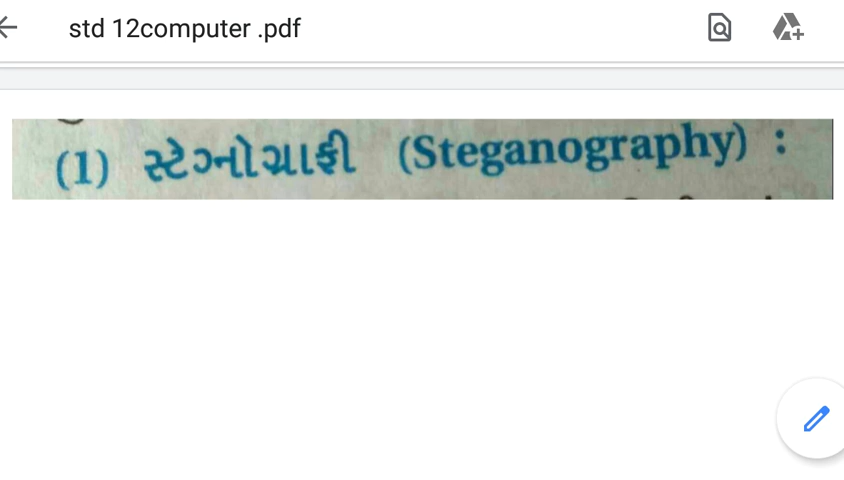 std 12computer .pdf
(1) સ્ટેગ્નોગ્રાફી (Steganography) :